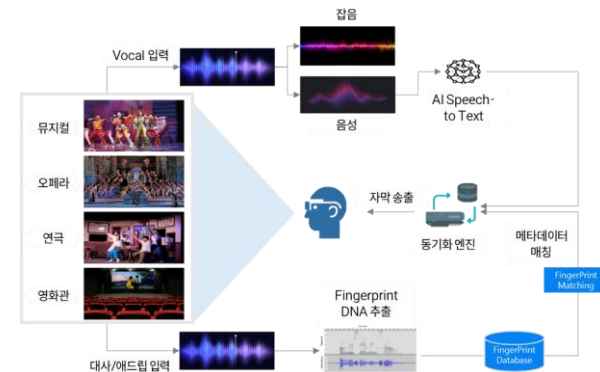 잡음
Vocal 입력
음성
AI Speech-
to Text
뮤지컬
오페라
연극
영화관
자막 송출
동기화 엔진
메타데이터
매칭
FingerPrint
Matching
Fingerprint
DNA 추출
FingerPrint
Database
대사/애드립 입력